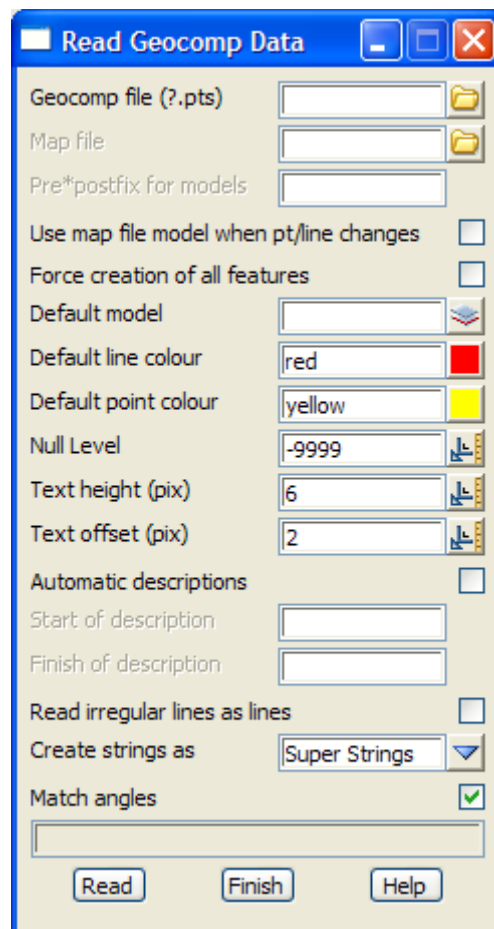 Read Geocomp Data
Geocomp file (?.pts)
Map file
Pre*postfix for models
Use map file model when pt/line changes
Force creation of all features
Default model
Default line colour red
Default point colour yellow
Null Level -9999
Text height (pix) 6
Text offset (pix) 2
Automatic descriptions
Start of description
Finish of description
Read irregular lines as lines
Create strings as Super Strings
Match angles
Read Finish Help